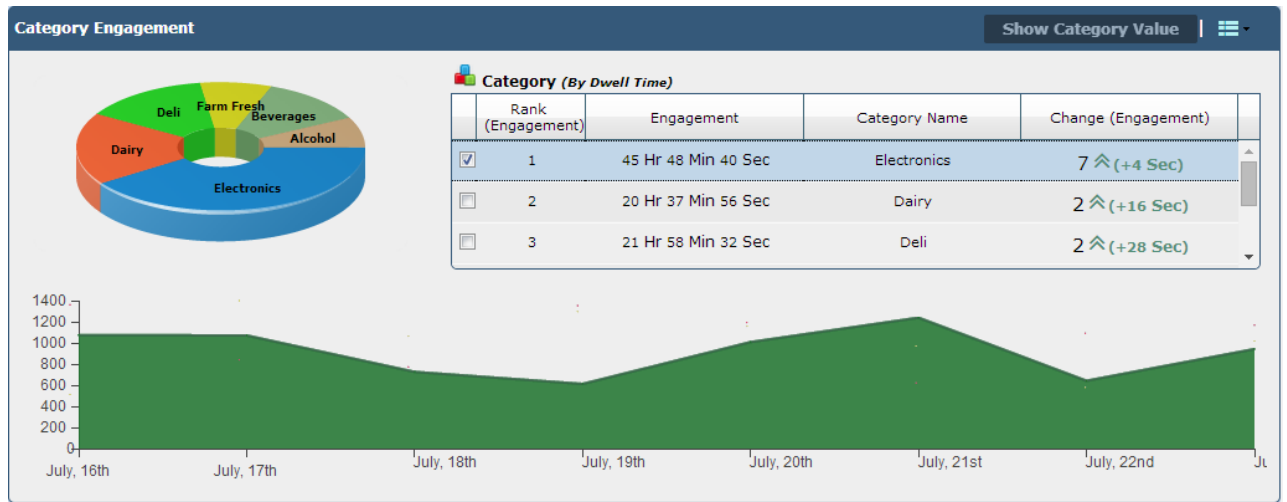 Category Engagement
Show Category Value
Deli
Farm Fresh
Beverages
Alcohol
Dairy
Electronics
Category (By Dwell Time)
Rank (Engagement) Engagement Category Name Change (Engagement)
1 45 Hr 48 Min 40 Sec Electronics 7 (+4 Sec)
2 20 Hr 37 Min 56 Sec Dairy 2 (+16 Sec)
3 21 Hr 58 Min 32 Sec Deli 2 (+28 Sec)
1400
1200
1000
800
600
400
200
0
July, 16th July, 17th July, 18th July, 19th July, 20th July, 21st July, 22nd